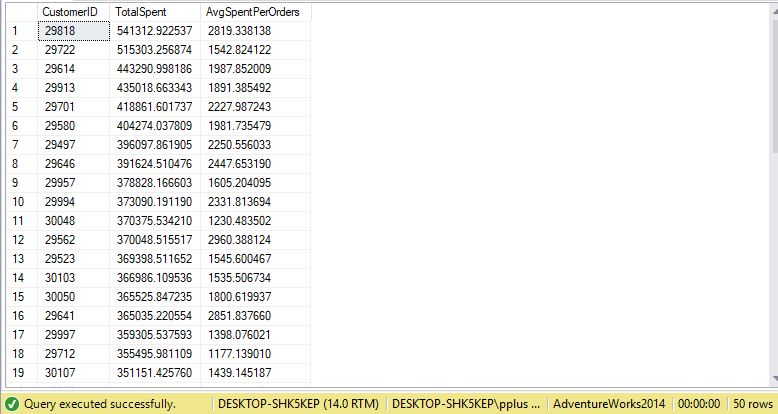 CustomerID TotalSpent AvgSpentPerOrders
1 29818 541312.922537 2819.338138
2 29722 515303.256874 1542.824122
3 29614 443290.998186 1987.852009
4 29913 435018.663343 1891.385492
5 29701 418861.601737 2227.987243
6 29580 404274.037809 1981.735479
7 29497 396097.861905 2250.556033
8 29646 391624.510476 2447.653190
9 29957 378828.166603 1605.204095
10 29994 373090.191190 2331.813694
11 30048 370375.534210 1230.483502
12 29562 370048.515517 2960.388124
13 29523 369398.511652 1545.600467
14 30103 366986.109536 1535.506734
15 30050 365525.847235 1800.619937
16 29641 365035.220554 2851.837660
17 29997 359305.537593 1398.076021
18 29712 355495.981109 1177.139010
19 30107 351151.425760 1439.145187
Query executed successfully. DESKTOP-SHK5KEP (14.0 RTM) DESKTOP-SHK5KEP\pplus ... AdventureWorks2014 00:00:00 50 rows